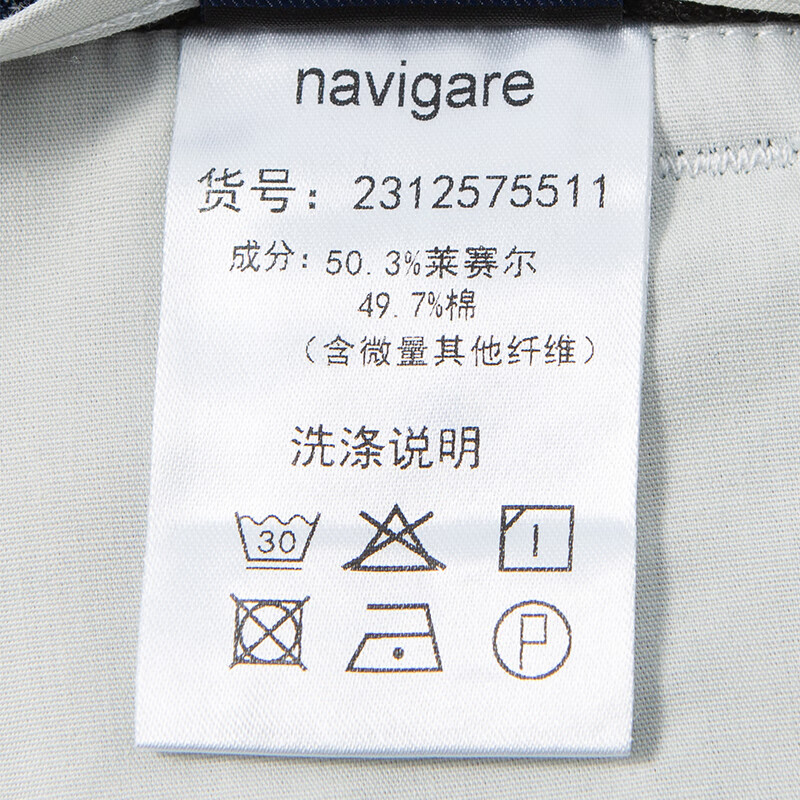 navigare
货号：2312575511
成分：50.3%莱赛尔
49.7%棉
（含微量其他纤维）
洗涤说明
30
P